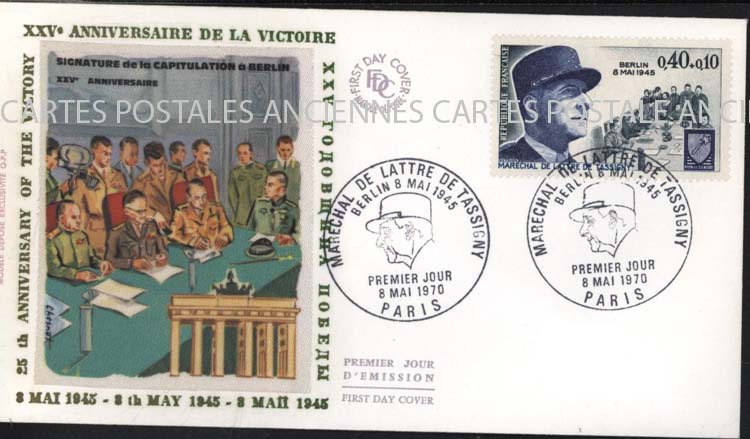 XXVe ANNIVERSAIRE DE LA VICTOIRE
25 th ANNIVERSARY OF THE VICTORY
XXV ГОДОВЩИНА ПОБЕДЫ
8 MAI 1945 - 8 th MAY 1945 - 8 МАЙ 1945
SIGNATURE de la CAPITULATION à BERLIN
XXVe ANNIVERSAIRE
MODELE DEPOSE EXCLUSIVITE O.P.P
FIRST DAY COVER
FDC
CARTES POSTALES ANCIENNES CARTES POSTALES ANCIENNES
REPUBLIQUE FRANÇAISE
BERLIN
8 MAI 1945
0,40+0,10
MARECHAL DE LATTRE DE TASSIGNY
MARECHAL DE LATTRE DE TASSIGNY
BERLIN 8 MAI 1945
PREMIER JOUR
8 MAI 1970
PARIS
MARECHAL DE LATTRE DE TASSIGNY
BERLIN 8 MAI 1945
PREMIER JOUR
8 MAI 1970
PARIS
PREMIER JOUR
D'EMISSION
FIRST DAY COVER